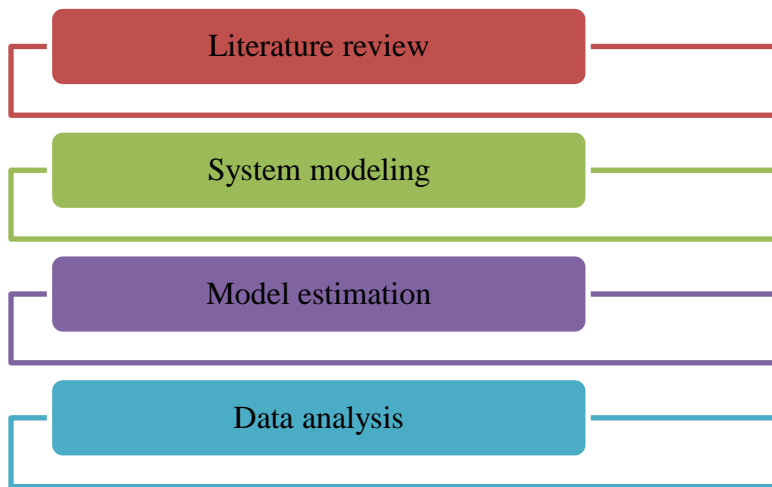 Literature review
System modeling
Model estimation
Data analysis